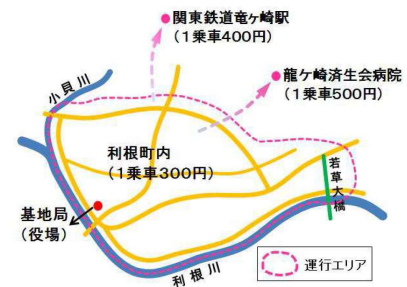 関東鉄道竜ヶ崎駅
(1乗車400円)
龍ケ崎済生会病院
(1乗車500円)
小貝川
利根町内
(1乗車300円)
若草大橋
基地局
(役場)
利根川
運行エリア